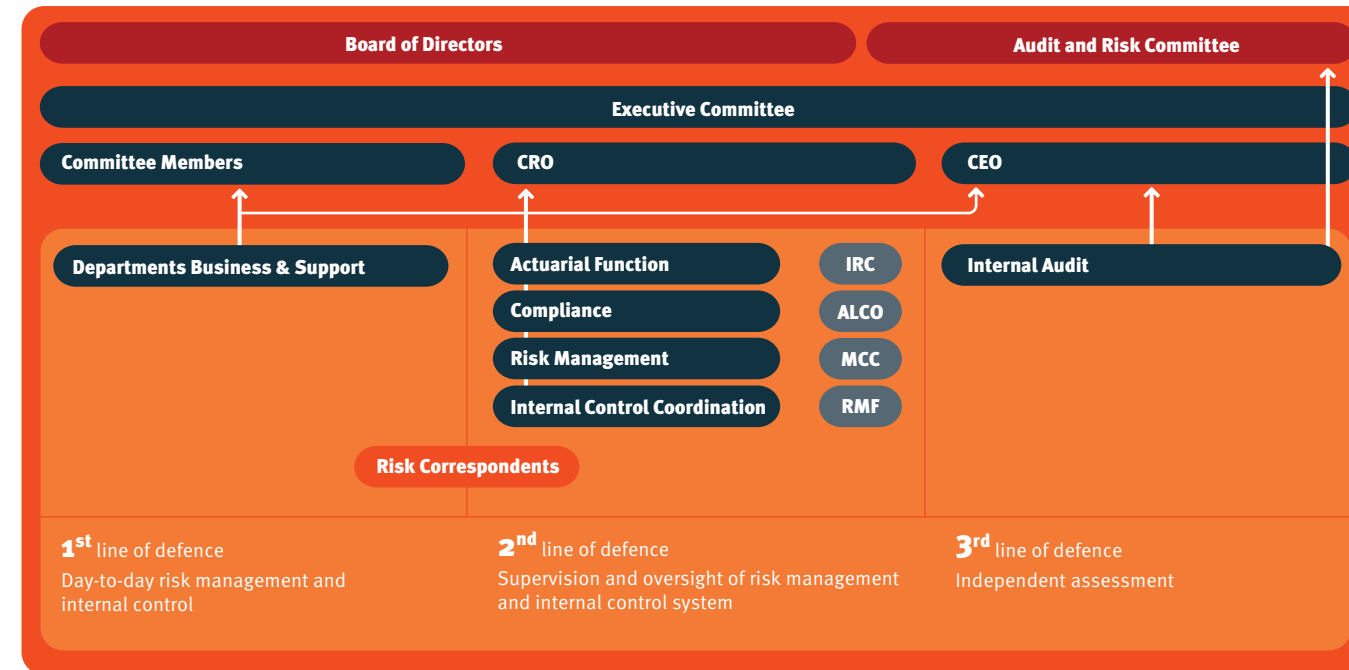 Board of Directors
Audit and Risk Committee
Executive Committee
Committee Members
CRO
CEO
Departments Business & Support
Actuarial Function
IRC
Internal Audit
Compliance
ALCO
Risk Management
MCC
Internal Control Coordination
RMF
Risk Correspondents
1st line of defence
Day-to-day risk management and
internal control
2nd line of defence
Supervision and oversight of risk management
and internal control system
3rd line of defence
Independent assessment